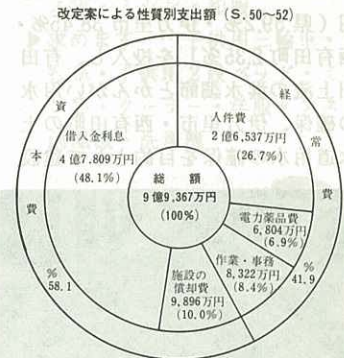 改定案による性質別支出額（S.50〜52）
経常費
人件費
2億6,537万円
(26.7%)
電力薬品費
6,804万円
(6.9%)
作業・事務
8,322万円
(8.4%)
%
41.9
資本費
借入金利息
4億7.809万円
(48.1%)
施設の
償却費
9,896万円
(10.0%)
%
58.1
総額
9億9,367万円
(100%)